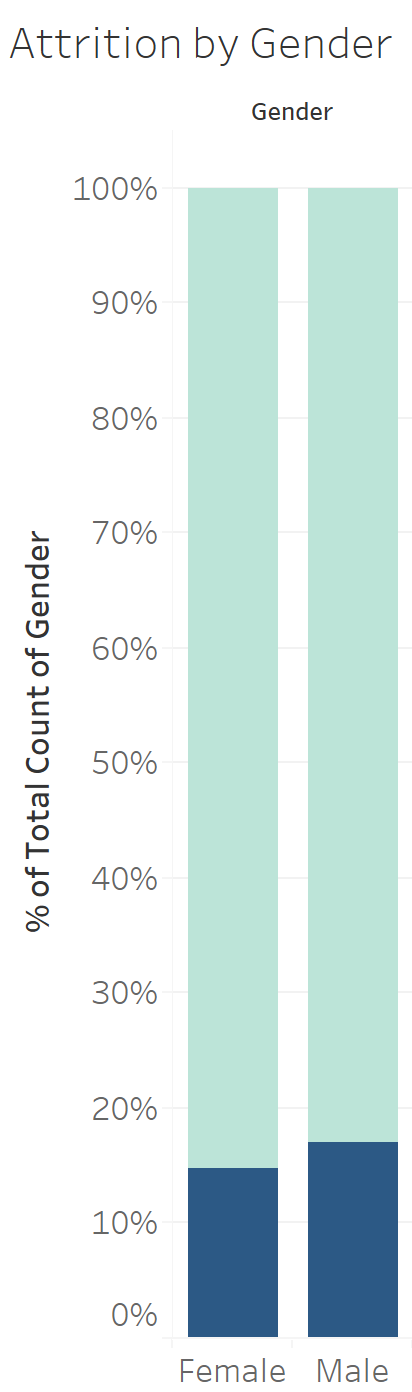 Attrition by Gender
Gender
100%
90%
80%
70%
60%
50%
40%
30%
20%
10%
0%
% of Total Count of Gender
Female Male